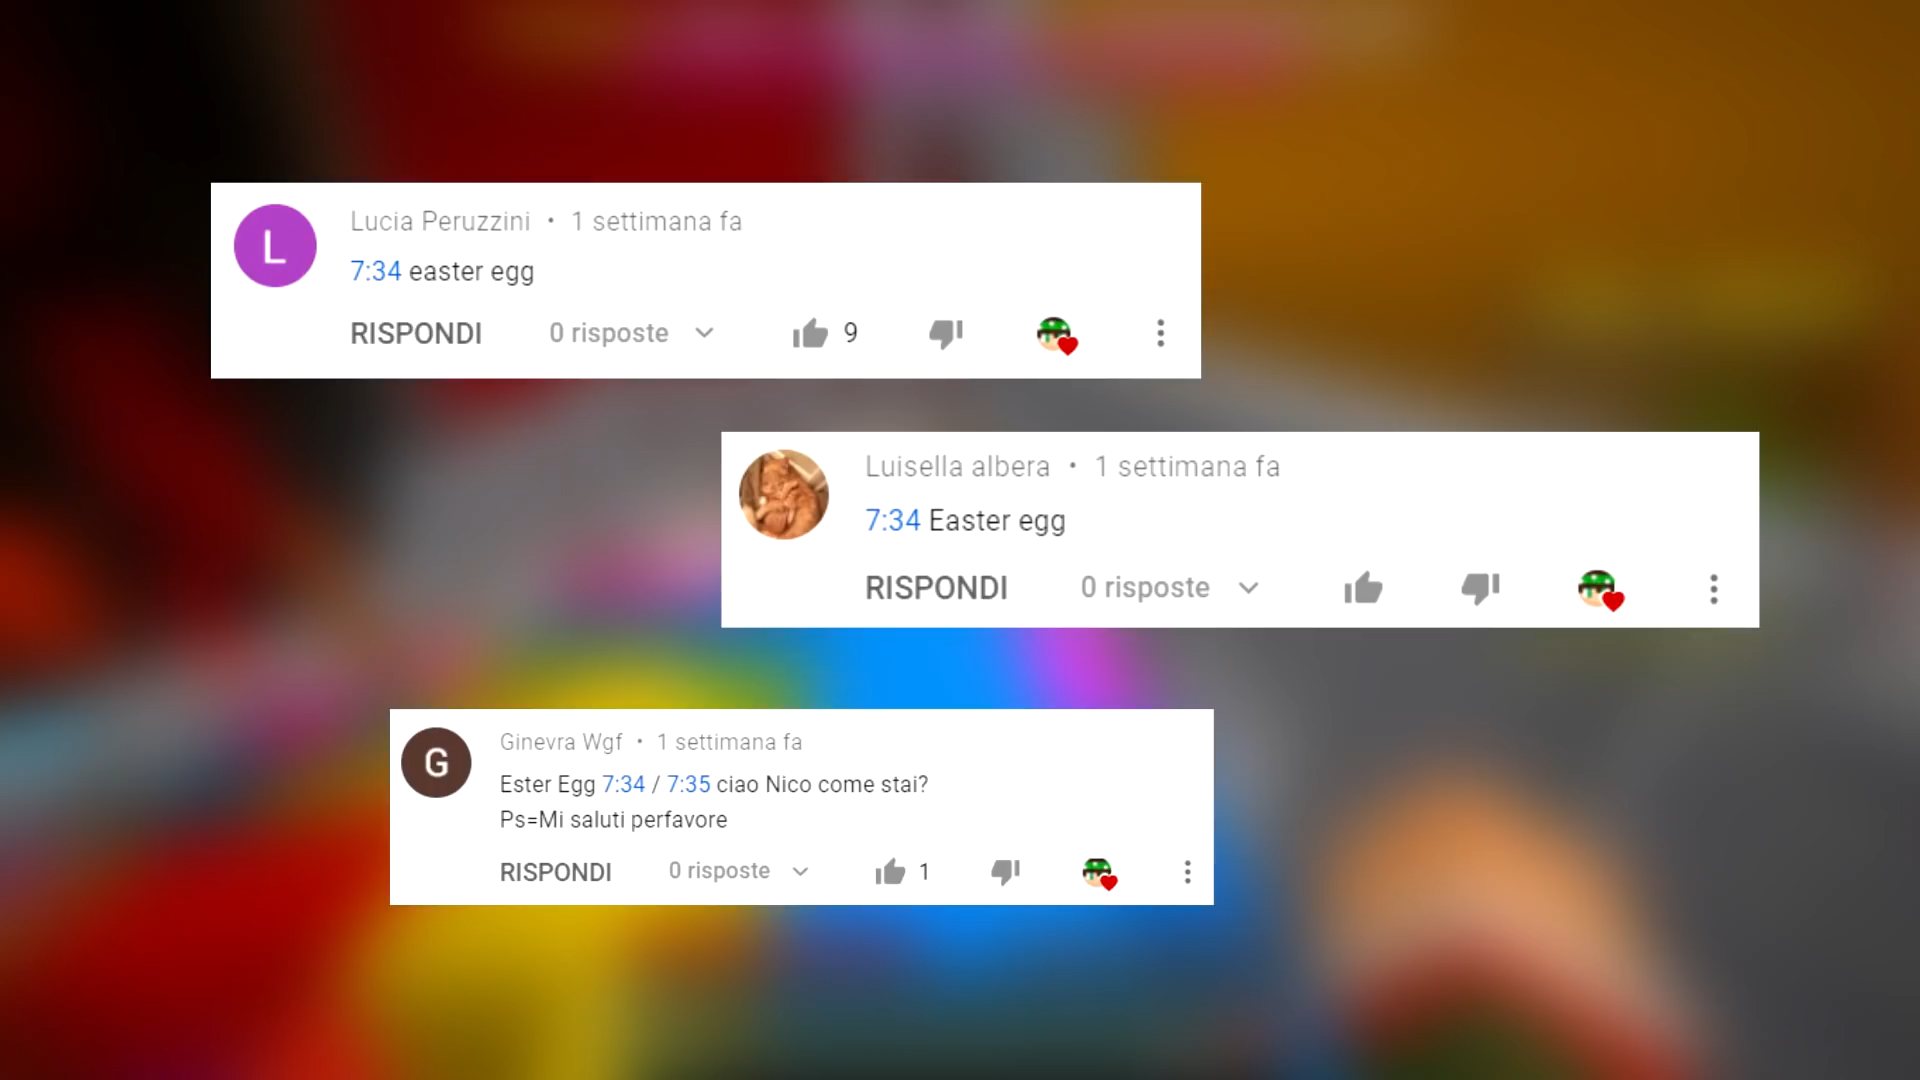 L
Lucia Peruzzini • 1 settimana fa
7:34 easter egg
RISPONDI 0 risposte 9
Luisella albera • 1 settimana fa
7:34 Easter egg
RISPONDI 0 risposte
G
Ginevra Wgf • 1 settimana fa
Ester Egg 7:34 / 7:35 ciao Nico come stai?
Ps=Mi saluti perfavore
RISPONDI 0 risposte 1